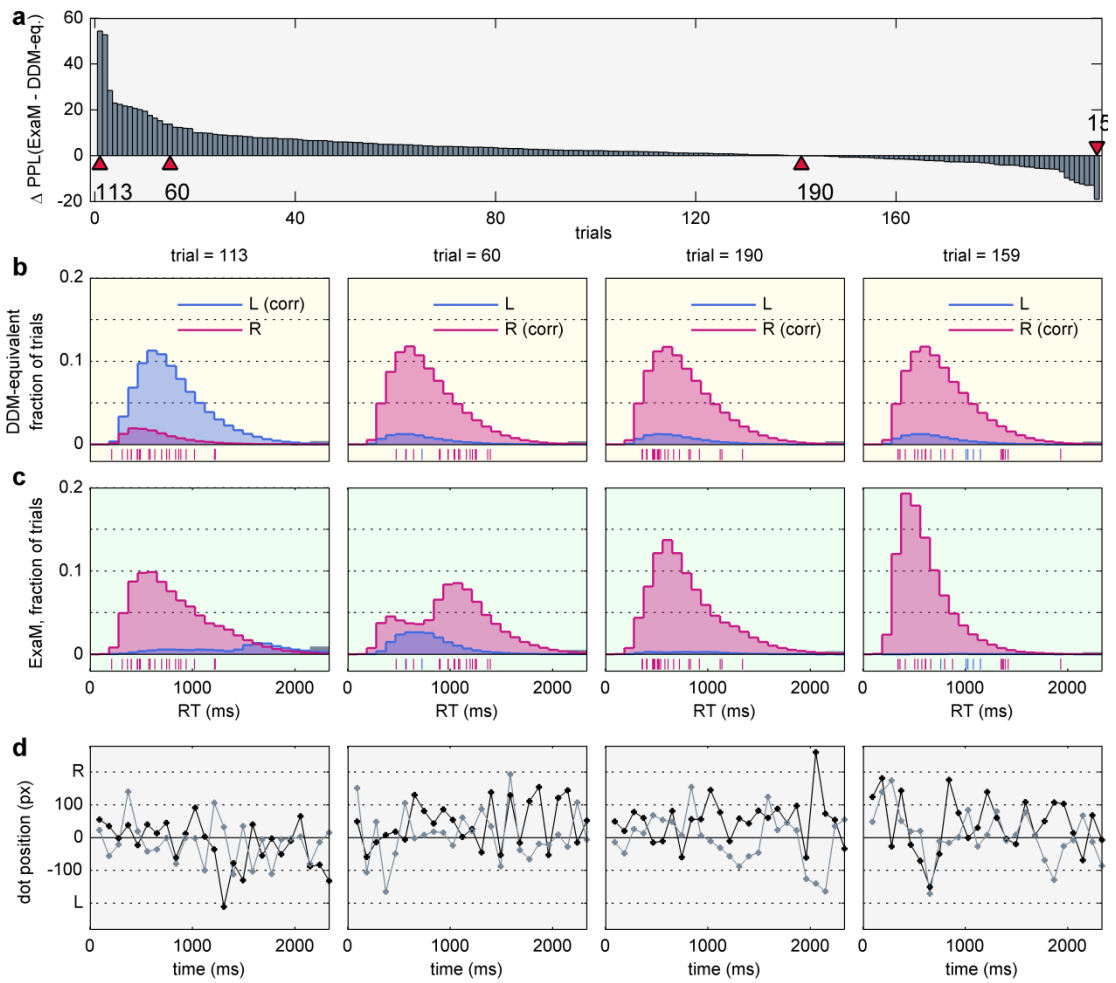 a
Δ PPL(ExaM - DDM-eq.)
60
40
20
0
-20
113
60
190
15
0
40
80
120
160
trials
trial = 113
trial = 60
trial = 190
trial = 159
b
DDM-equivalent
fraction of trials
0.2
0.1
0
L (corr)
R
L
R (corr)
L
R (corr)
L
R (corr)
c
ExaM, fraction of trials
0.2
0.1
0
0
1000
2000
0
1000
2000
0
1000
2000
0
1000
2000
RT (ms)
RT (ms)
RT (ms)
RT (ms)
d
dot position (px)
R
100
0
-100
L
0
1000
2000
0
1000
2000
0
1000
2000
0
1000
2000
time (ms)
time (ms)
time (ms)
time (ms)